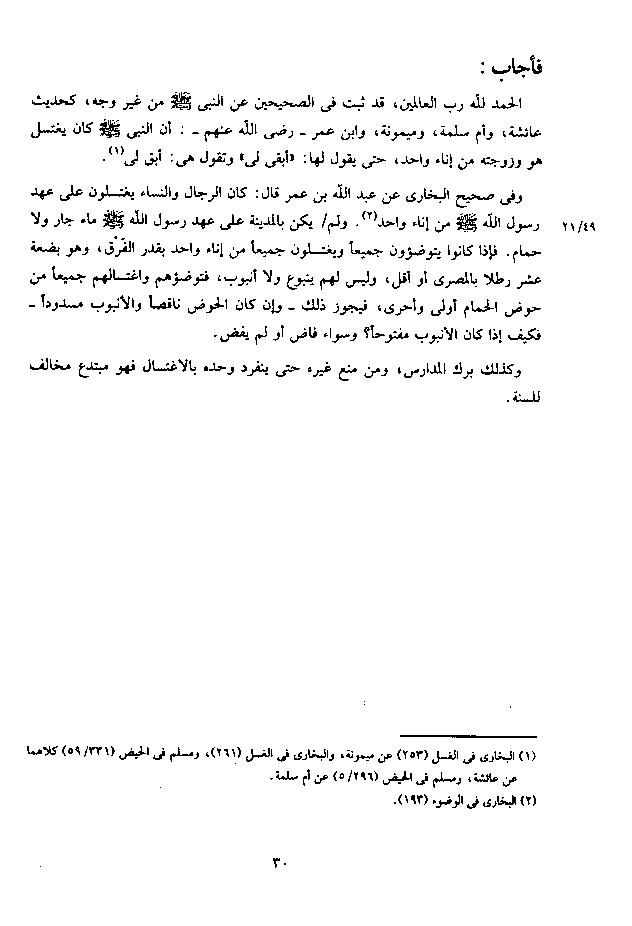 فأجاب :
الحمد لله رب العالمين، قد ثبت فى الصحيحين عن النبى ﷺ من غير وجه، كحديث
عائشة، وأم سلمة، وميمونة، وابن عمر ـ رضى الله عنهم ـ : أن النبى ﷺ كان يغتسل
هو وزوجته من إناء واحد، حتى يقول لها: «أبقى لى» وتقول هى: أبق لى(١).
وفى صحيح البخارى عن عبد الله بن عمر قال: كان الرجال والنساء يغتسلون على عهد
رسول الله ﷺ من إناء واحد(٢). ولم/ يكن بالمدينة على عهد رسول الله ﷺ ماء جار ولا
٢١/٤٩
حمام. فإذا كانوا يتوضؤون جميعاً ويغتسلون جميعاً من إناء واحد بقدر الفَرْق، وهو بضعة
عشر رطلا بالمصرى أو أقل، وليس لهم ينبوع ولا أنبوب، فتوضؤهم واغتسالهم جميعاً من
حوض الحمام أولى وأحرى، فيجوز ذلك ـ وإن كان الحوض ناقصاً والأنبوب مسدوداً ـ
فكيف إذا كان الأنبوب مفتوحاً؟ وسواء فاض أو لم يفض.
وكذلك برك المدارس، ومن منع غيره حتى ينفرد وحده بالاغتسال فهو مبتدع مخالف
للسنة.
(١) البخارى فى الغسل (٢٥٣) عن ميمونة، والبخارى فى الغسل (٢٦١)، ومسلم فى الحيض (٥٩/٣٣١) كلاهما
عن عائشة، ومسلم فى الحيض (٥/٢٩٦) عن أم سلمة.
(٢) البخارى فى الوضوء (١٩٣).
٣٠